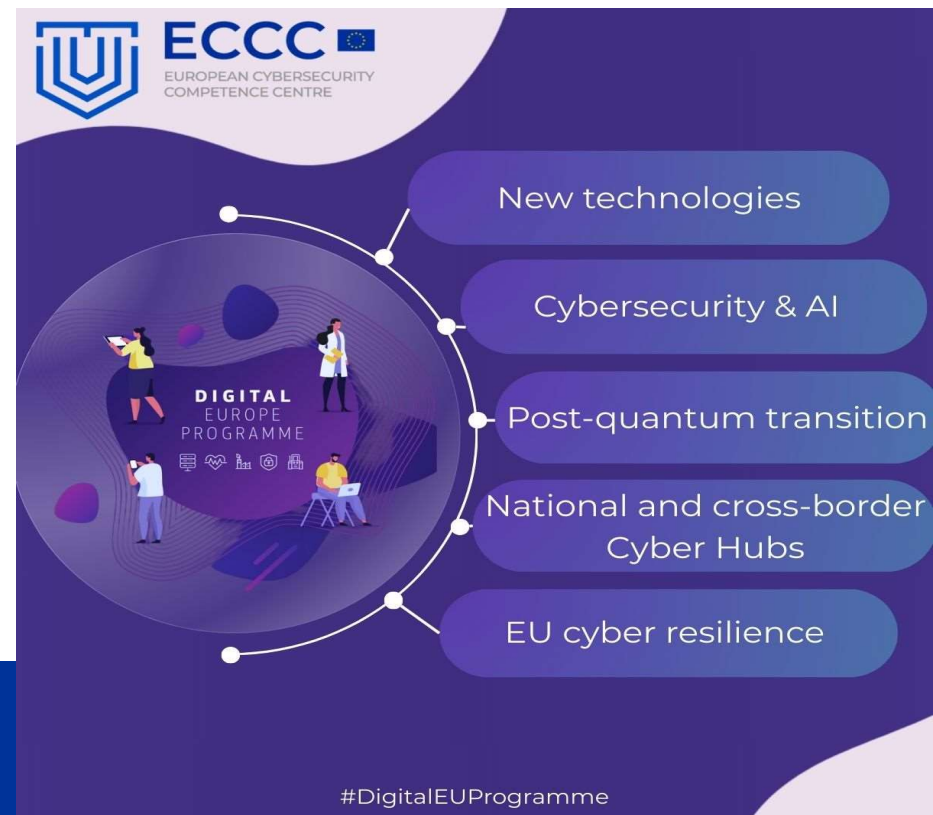 ECCC
EUROPEAN CYBERSECURITY
COMPETENCE CENTRE
New technologies
Cybersecurity & AI
Post-quantum transition
National and cross-border
Cyber Hubs
EU cyber resilience
DIGITAL
EUROPE
PROGRAMME
#DigitalEUProgramme